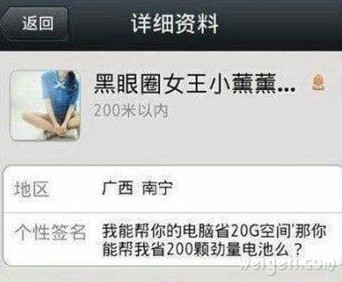 返回
详细资料
黑眼圈女王小薰薰...
200米以内
地区
广西 南宁
个性签名
我能帮你的电脑省20G空间'那你
能帮我省200颗劲量电池么？
weigeti.com